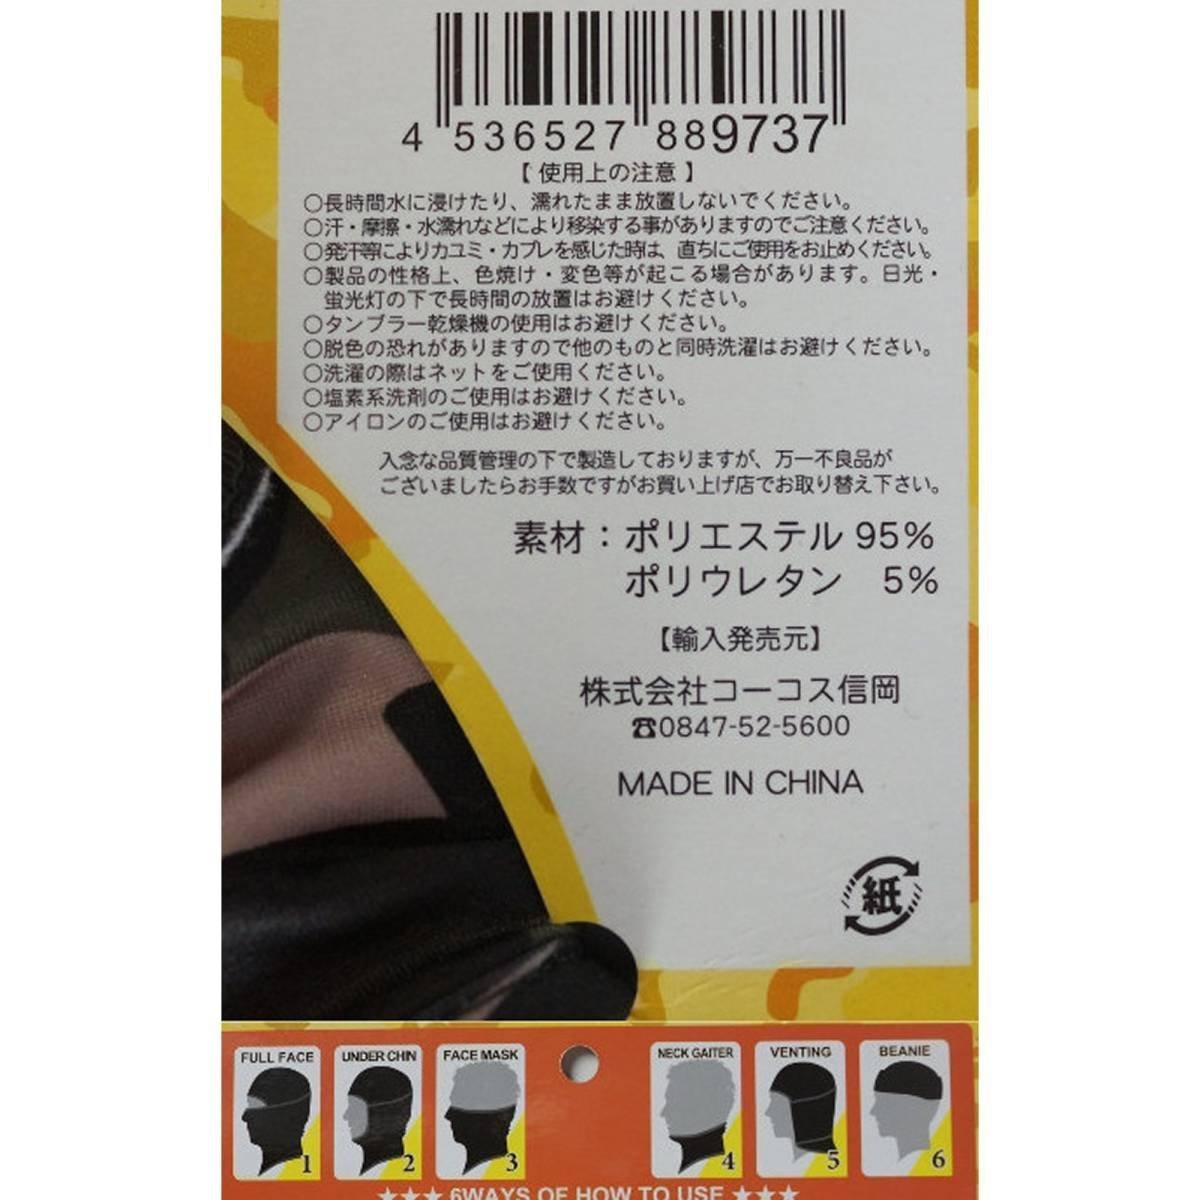 4 536527 889737
【 使用上の注意 】
○長時間水に浸けたり、濡れたまま放置しないでください。
○汗・摩擦・水濡れなどにより移染する事がありますのでご注意ください。
○発汗等によりカユミ・カブレを感じた時は、直ちにご使用をお止めください。
○製品の性格上、色焼け・変色等が起こる場合があります。日光・
蛍光灯の下で長時間の放置はお避けください。
○タンブラー乾燥機の使用はお避けください。
○脱色の恐れがありますので他のものと同時洗濯はお避けください。
○洗濯の際はネットをご使用ください。
○塩素系洗剤のご使用はお避けください。
○アイロンのご使用はお避けください。
入念な品質管理の下で製造しておりますが、万一不良品が
ございましたらお手数ですがお買い上げ店でお取り替え下さい。
素材：ポリエステル 95%
ポリウレタン 5%
【輸入発売元】
株式会社コーコス信岡
☎0847-52-5600
MADE IN CHINA
紙
FULL FACE UNDER CHIN FACE MASK NECK GAITER VENTING BEANIE
1 2 3 4 5 6
★★★ 6WAYS OF HOW TO USE ★★★